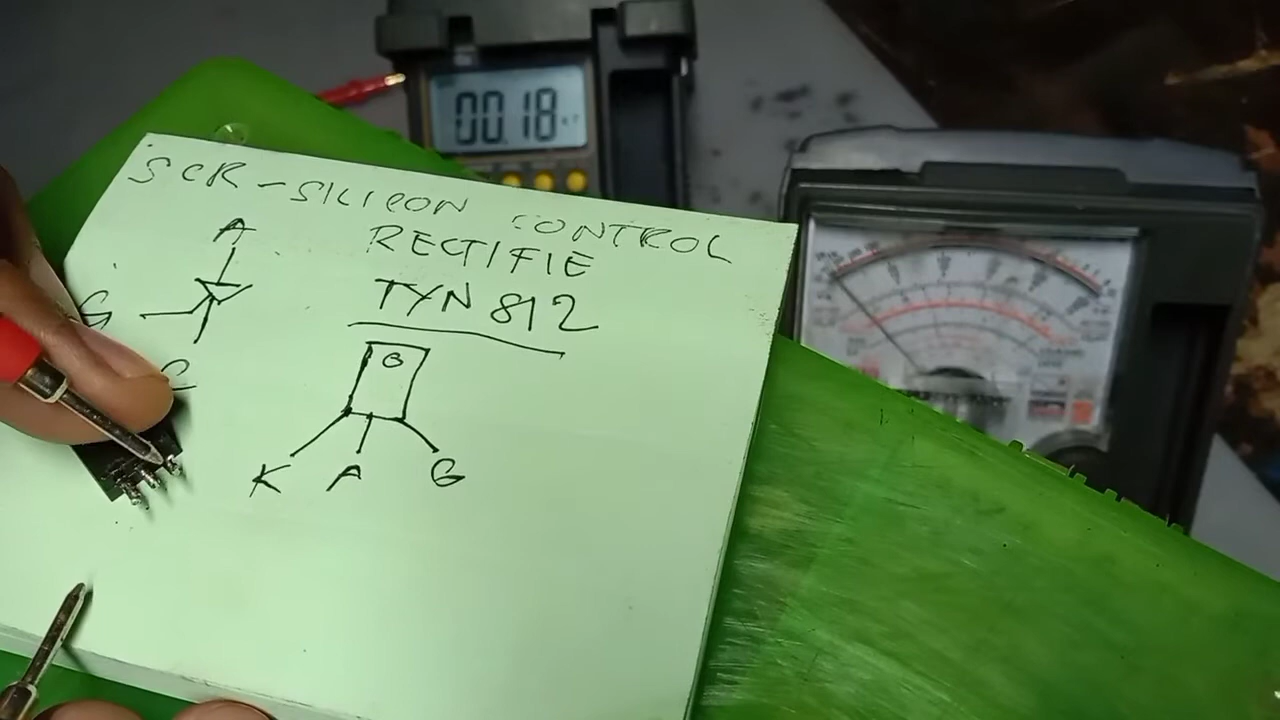 SCR - SILICON CONTROL
RECTIFIE
TYN 812
A
G
K A G
00.18